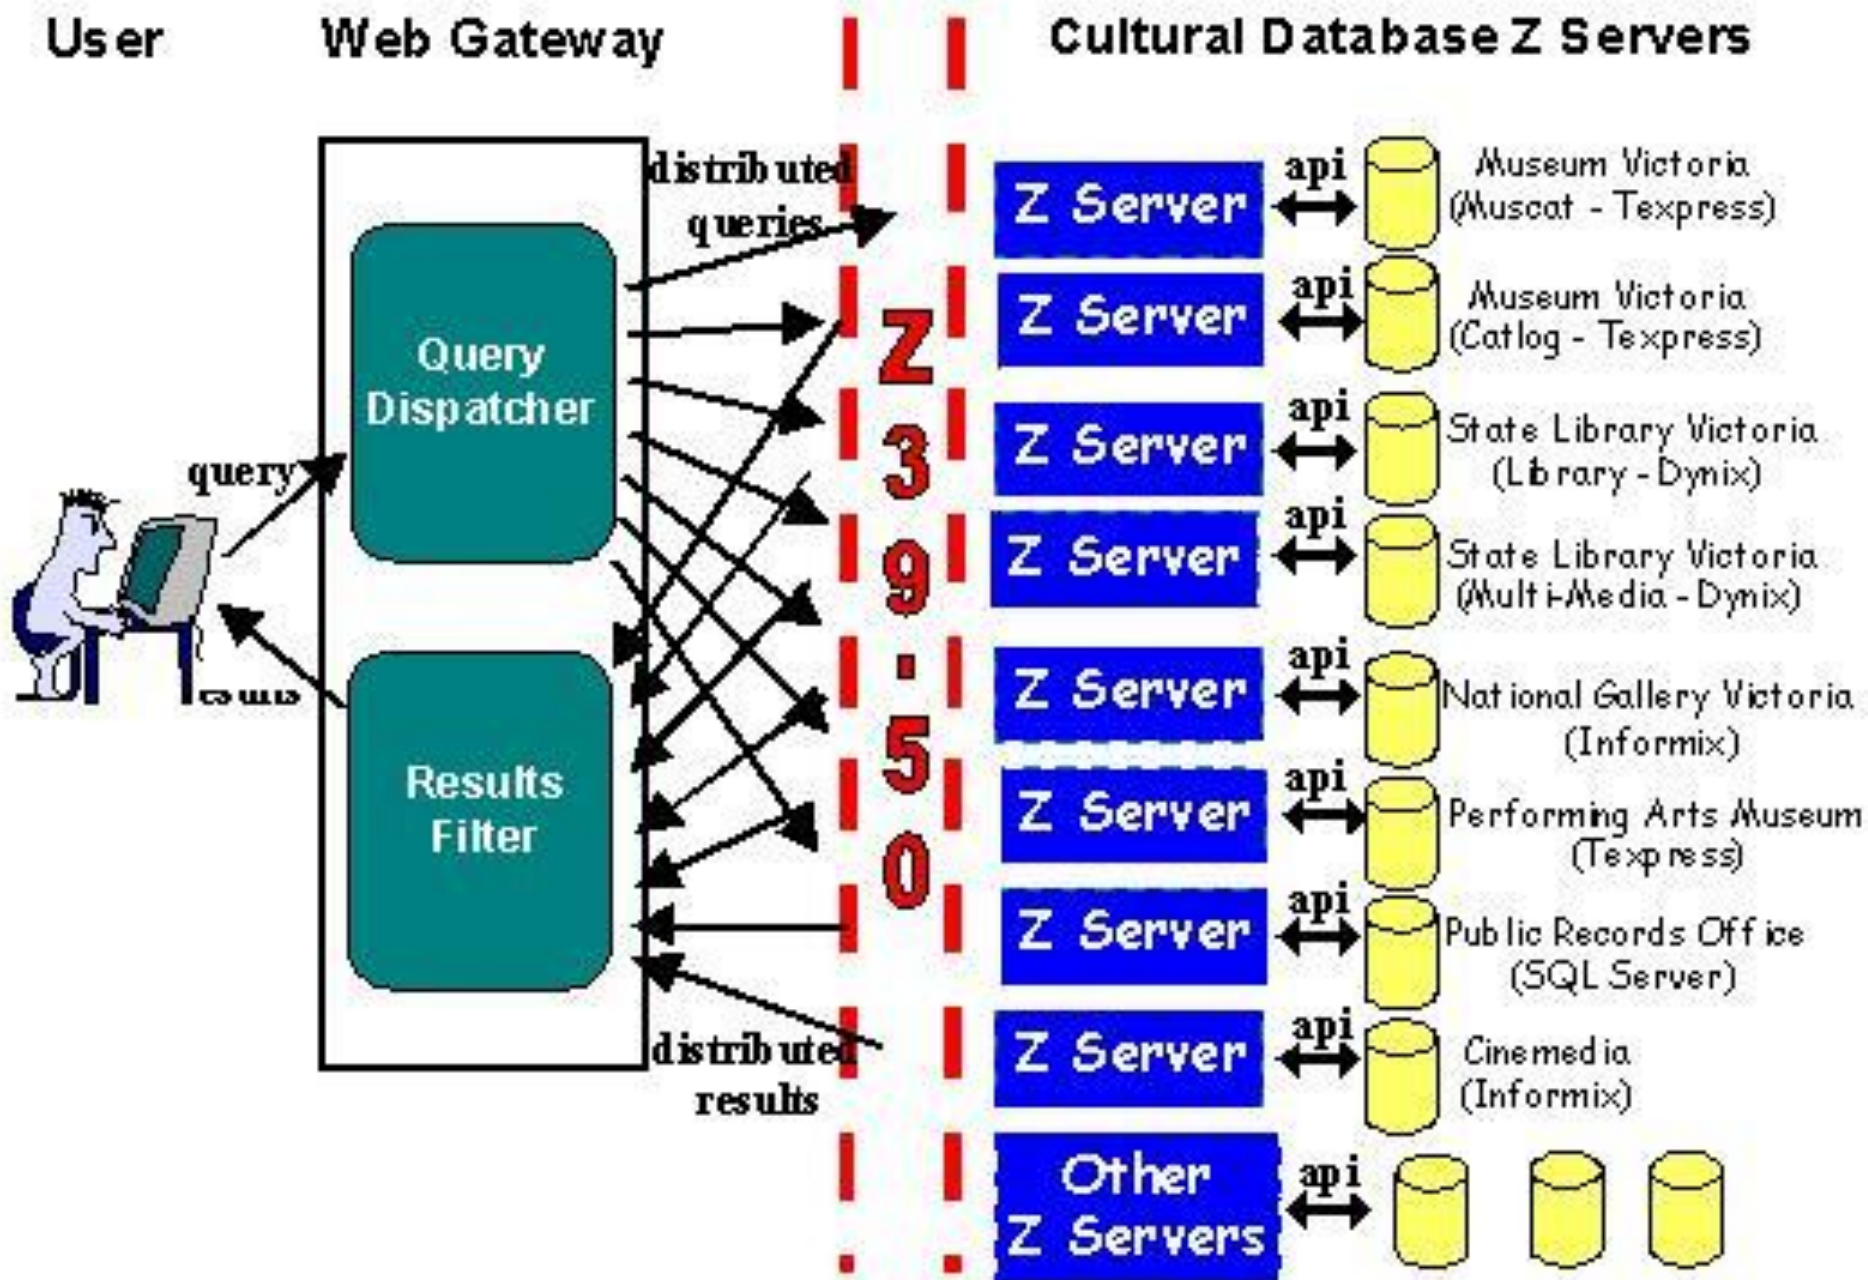 User
Web Gateway
Cultural Database Z Servers
distributed
queries
Query
Dispatcher
query
Results
Filter
distributed
results
Z
3
9
.
5
0
Z Server
api
Museum Victoria
(Muscat - Texpress)
Z Server
api
Museum Victoria
(Catlog - Texpress)
Z Server
api
State Library Victoria
(Library - Dynix)
Z Server
api
State Library Victoria
(Multi-Media - Dynix)
Z Server
api
National Gallery Victoria
(Informix)
Z Server
api
Performing Arts Museum
(Texpress)
Z Server
api
Public Records Office
(SQL Server)
Z Server
api
Cinemedia
(Informix)
Other
Z Servers
api